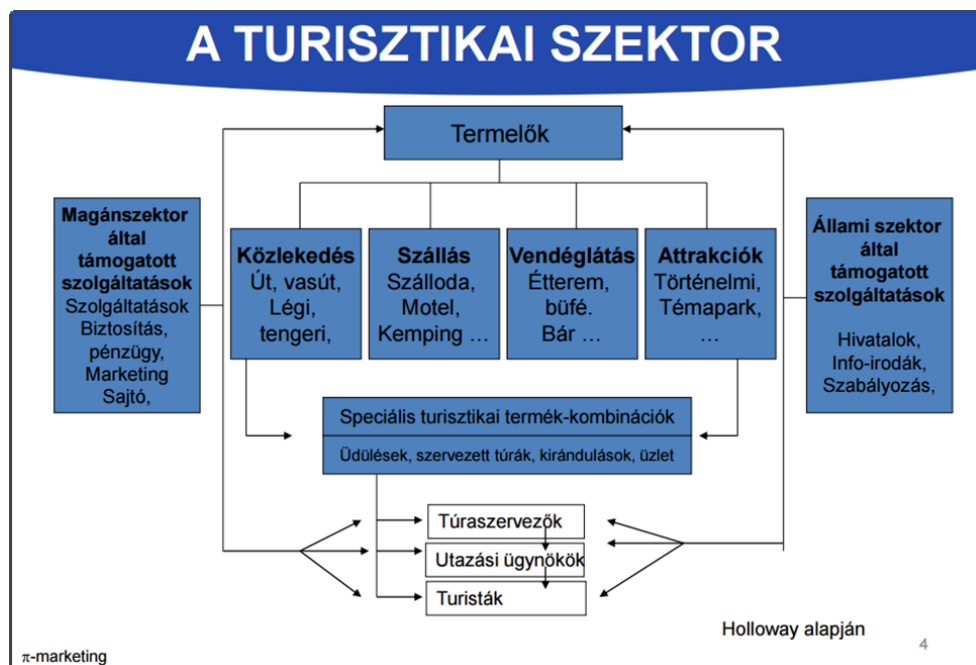 A TURISZTIKAI SZEKTOR
Termelők
Magánszektor
által
támogatott
szolgáltatások
Szolgáltatások
Biztosítás,
pénzügy,
Marketing
Sajtó,
Közlekedés
Út, vasút,
Légi,
tengeri,
Szállás
Szálloda,
Motel,
Kemping ...
Vendéglátás
Étterem,
büfé.
Bár ...
Attrakciók
Történelmi,
Témapark,
...
Állami szektor
által
támogatott
szolgáltatások
Hivatalok,
Info-irodák,
Szabályozás,
Speciális turisztikai termék-kombinációk
Üdülések, szervezett túrák, kirándulások, üzlet
Túraszervezők
Utazási ügynökök
Turisták
Holloway alapján
4
π-marketing